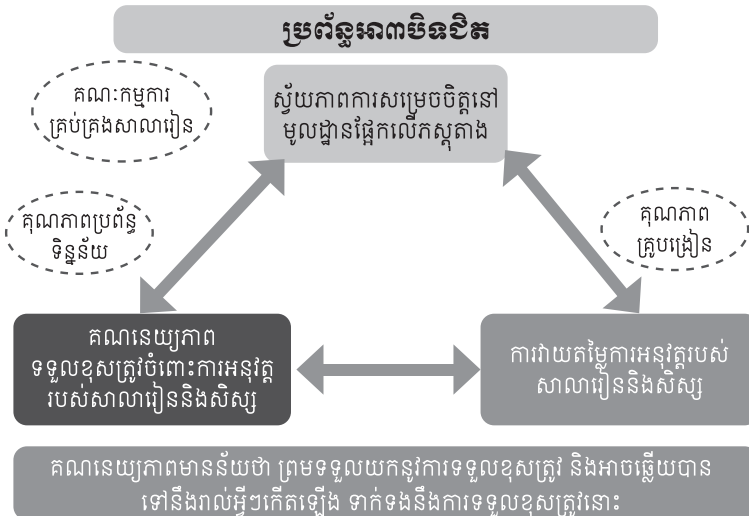 ប្រព័ន្ធអា៣បិទជិត
គណៈកម្មការ
គ្រប់គ្រងសាលារៀន
ស្វ័យភាពការសម្រេចចិត្តនៅ
មូលដ្ឋានផ្អែកលើភស្តុតាង
គុណភាពប្រព័ន្ធ
ទិន្នន័យ
គុណភាព
គ្រូបង្រៀន
គណនេយ្យភាព
ទទួលខុសត្រូវចំពោះការអនុវត្ត
របស់សាលារៀននិងសិស្ស
ការវាយតម្លៃការអនុវត្តរបស់
សាលារៀននិងសិស្ស
គណនេយ្យភាពមានន័យថា ព្រមទទួលយកនូវការទទួលខុសត្រូវ និងអាចឆ្លើយបាន
ទៅនឹងរាល់អ្វីៗកើតឡើង ទាក់ទងនឹងការទទួលខុសត្រូវនោះ